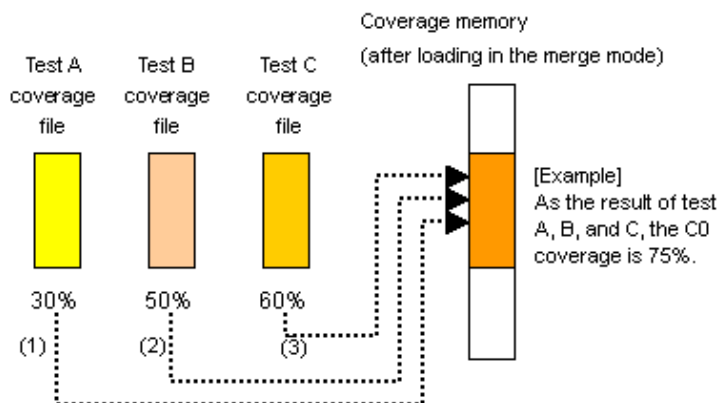 Coverage memory
(after loading in the merge mode)
Test A
coverage
file
Test B
coverage
file
Test C
coverage
file
[Example]
As the result of test
A, B, and C, the C0
coverage is 75%.
30%
50%
60%
(1)
(2)
(3)